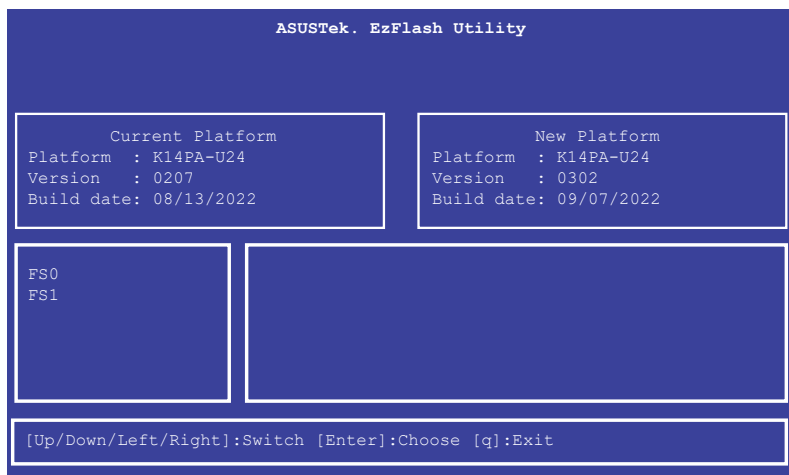 ASUSTek. EzFlash Utility
Current Platform
Platform : K14PA-U24
Version : 0207
Build date: 08/13/2022
New Platform
Platform : K14PA-U24
Version : 0302
Build date: 09/07/2022
FS0
FS1
[Up/Down/Left/Right]:Switch [Enter]:Choose [q]:Exit